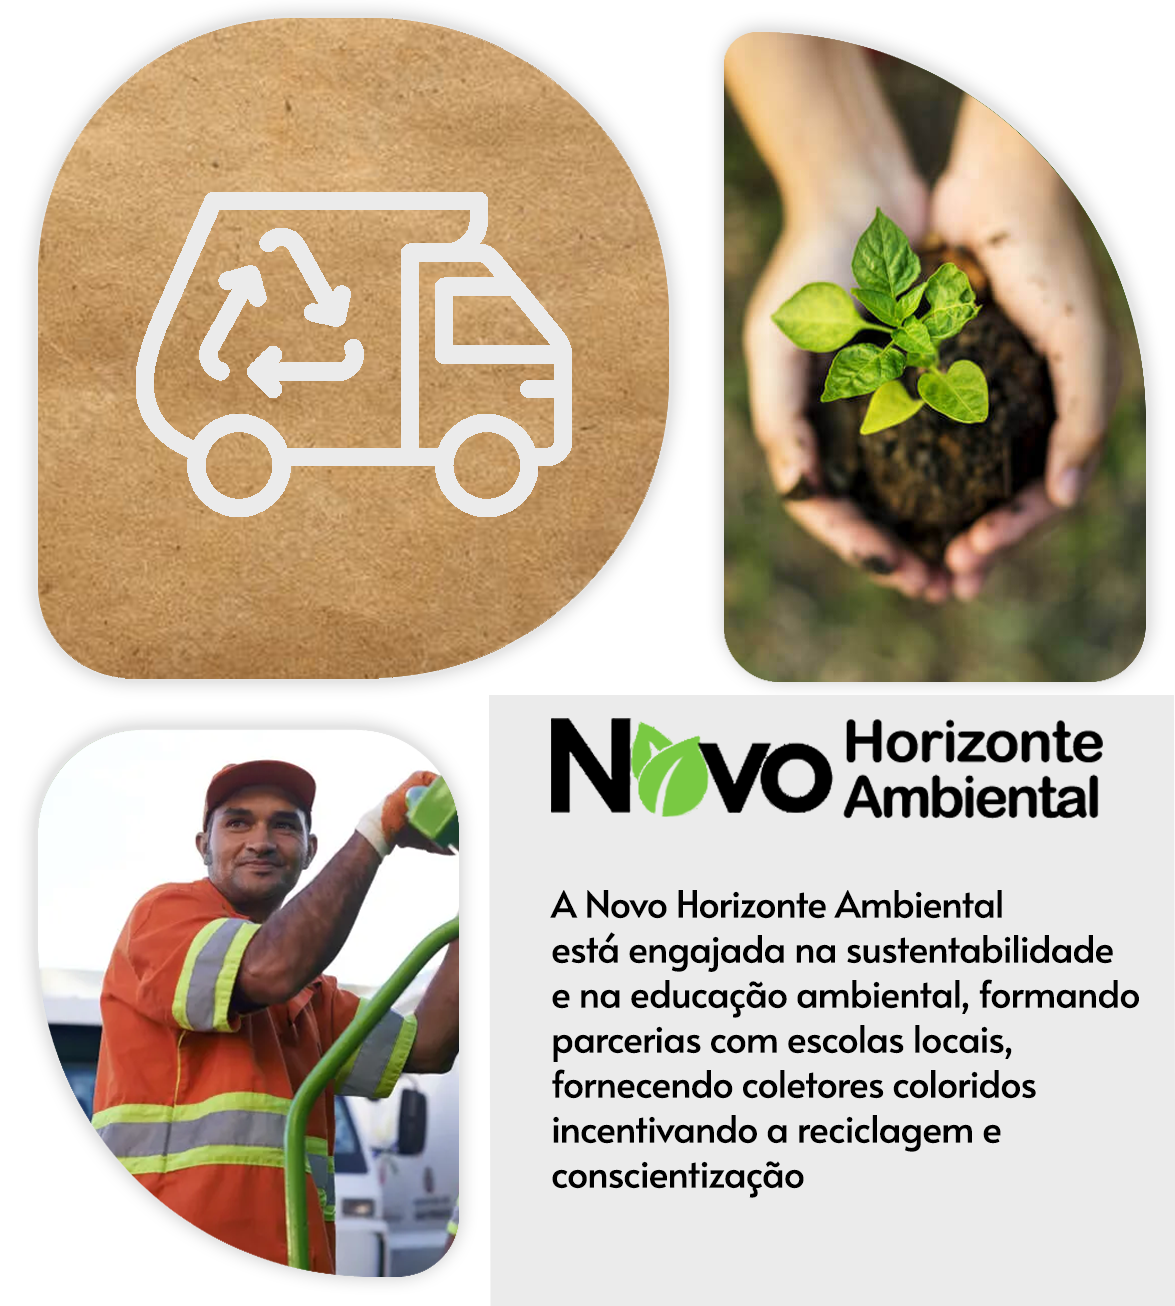 Novo Horizonte
Ambiental
A Novo Horizonte Ambiental
está engajada na sustentabilidade
e na educação ambiental, formando
parcerias com escolas locais,
fornecendo coletores coloridos
incentivando a reciclagem e
conscientização